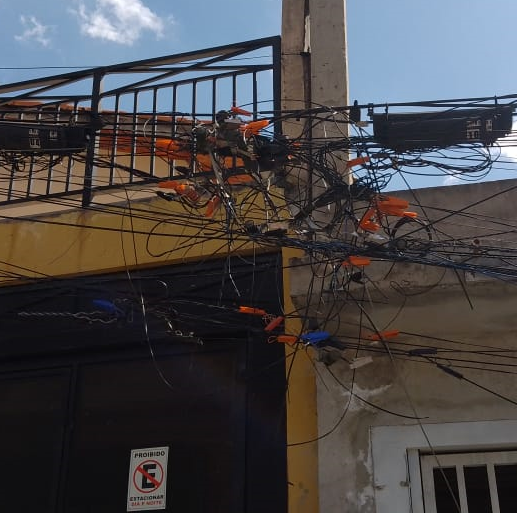 PROIBIDO
E
ESTACIONAR
DIA E NOITE